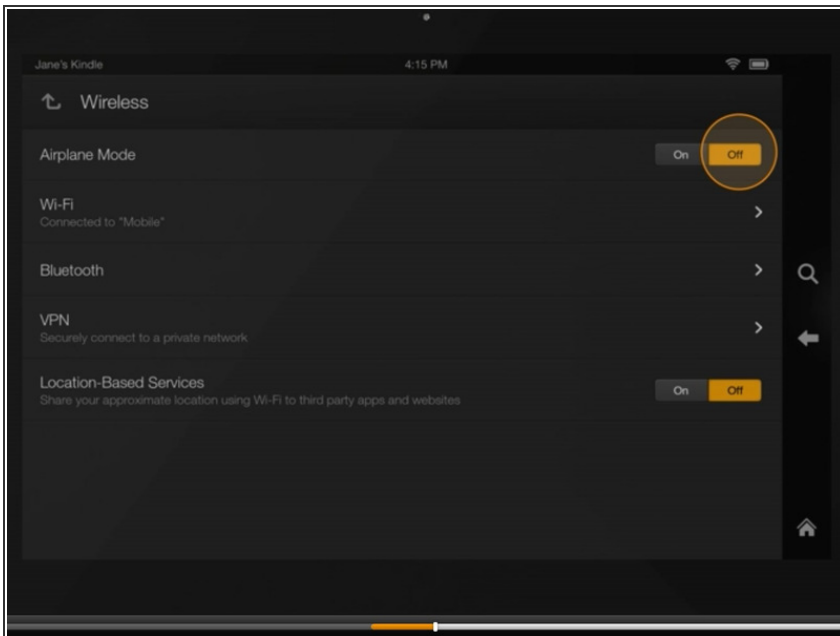 Jane's Kindle 4:15 PM
Wireless
Airplane Mode On Off
Wi-Fi
Connected to "Mobile"
Bluetooth
VPN
Securely connect to a private network
Location-Based Services On Off
Share your approximate location using Wi-Fi to third party apps and websites